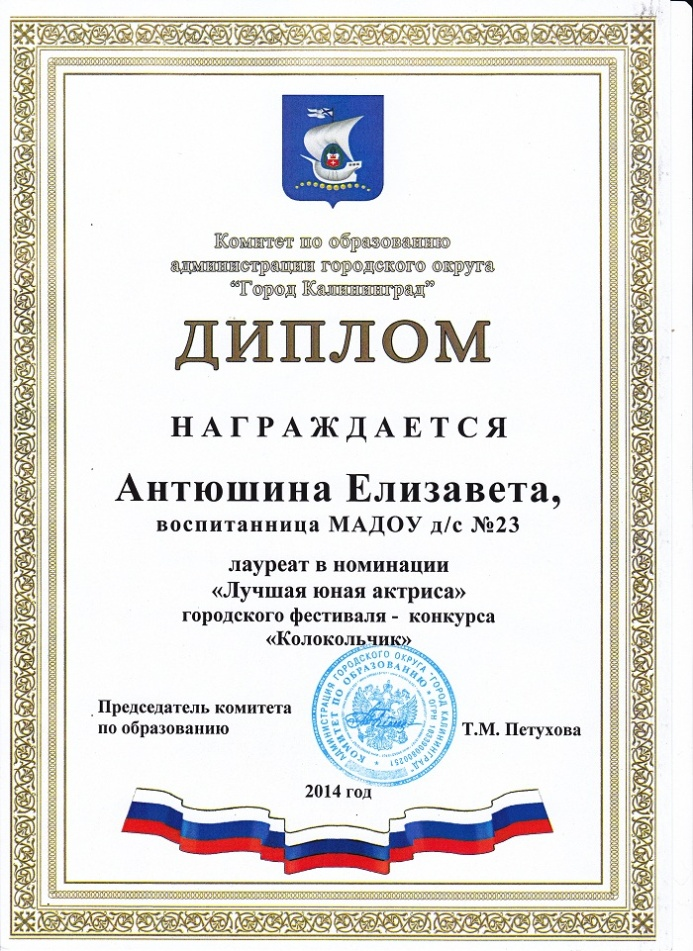 Комитет по образованию
администрации городского округа
“Город Калининград”
ДИПЛОМ
НАГРАЖДАЕТСЯ
Антюшина Елизавета,
воспитанница МАДОУ д/с №23
лауреат в номинации
«Лучшая юная актриса»
городского фестиваля - конкурса
«Колокольчик»
АДМИНИСТРАЦИЯ ГОРОДСКОГО ОКРУГА "ГОРОД КАЛИНИНГРАД"
КОМИТЕТ ПО ОБРАЗОВАНИЮ
Председатель комитета
по образованию
Т.М. Петухова
2014 год